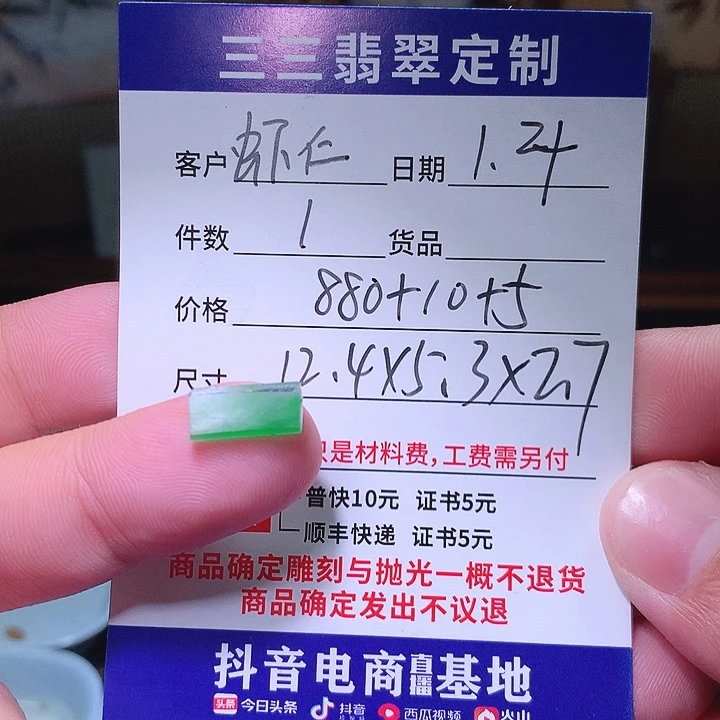 三三翡翠定制
客户 虾仁 日期 1.24
件数 1 货品
价格 880+10+5
尺寸 12.4X5.3X2.7
是材料费,工费需另付
普快10元 证书5元
顺丰快递 证书5元
商品确定雕刻与抛光一概不退货
商品确定发出不议退
抖音电商直播基地
头条 今日头条 抖音 西瓜视频 火山